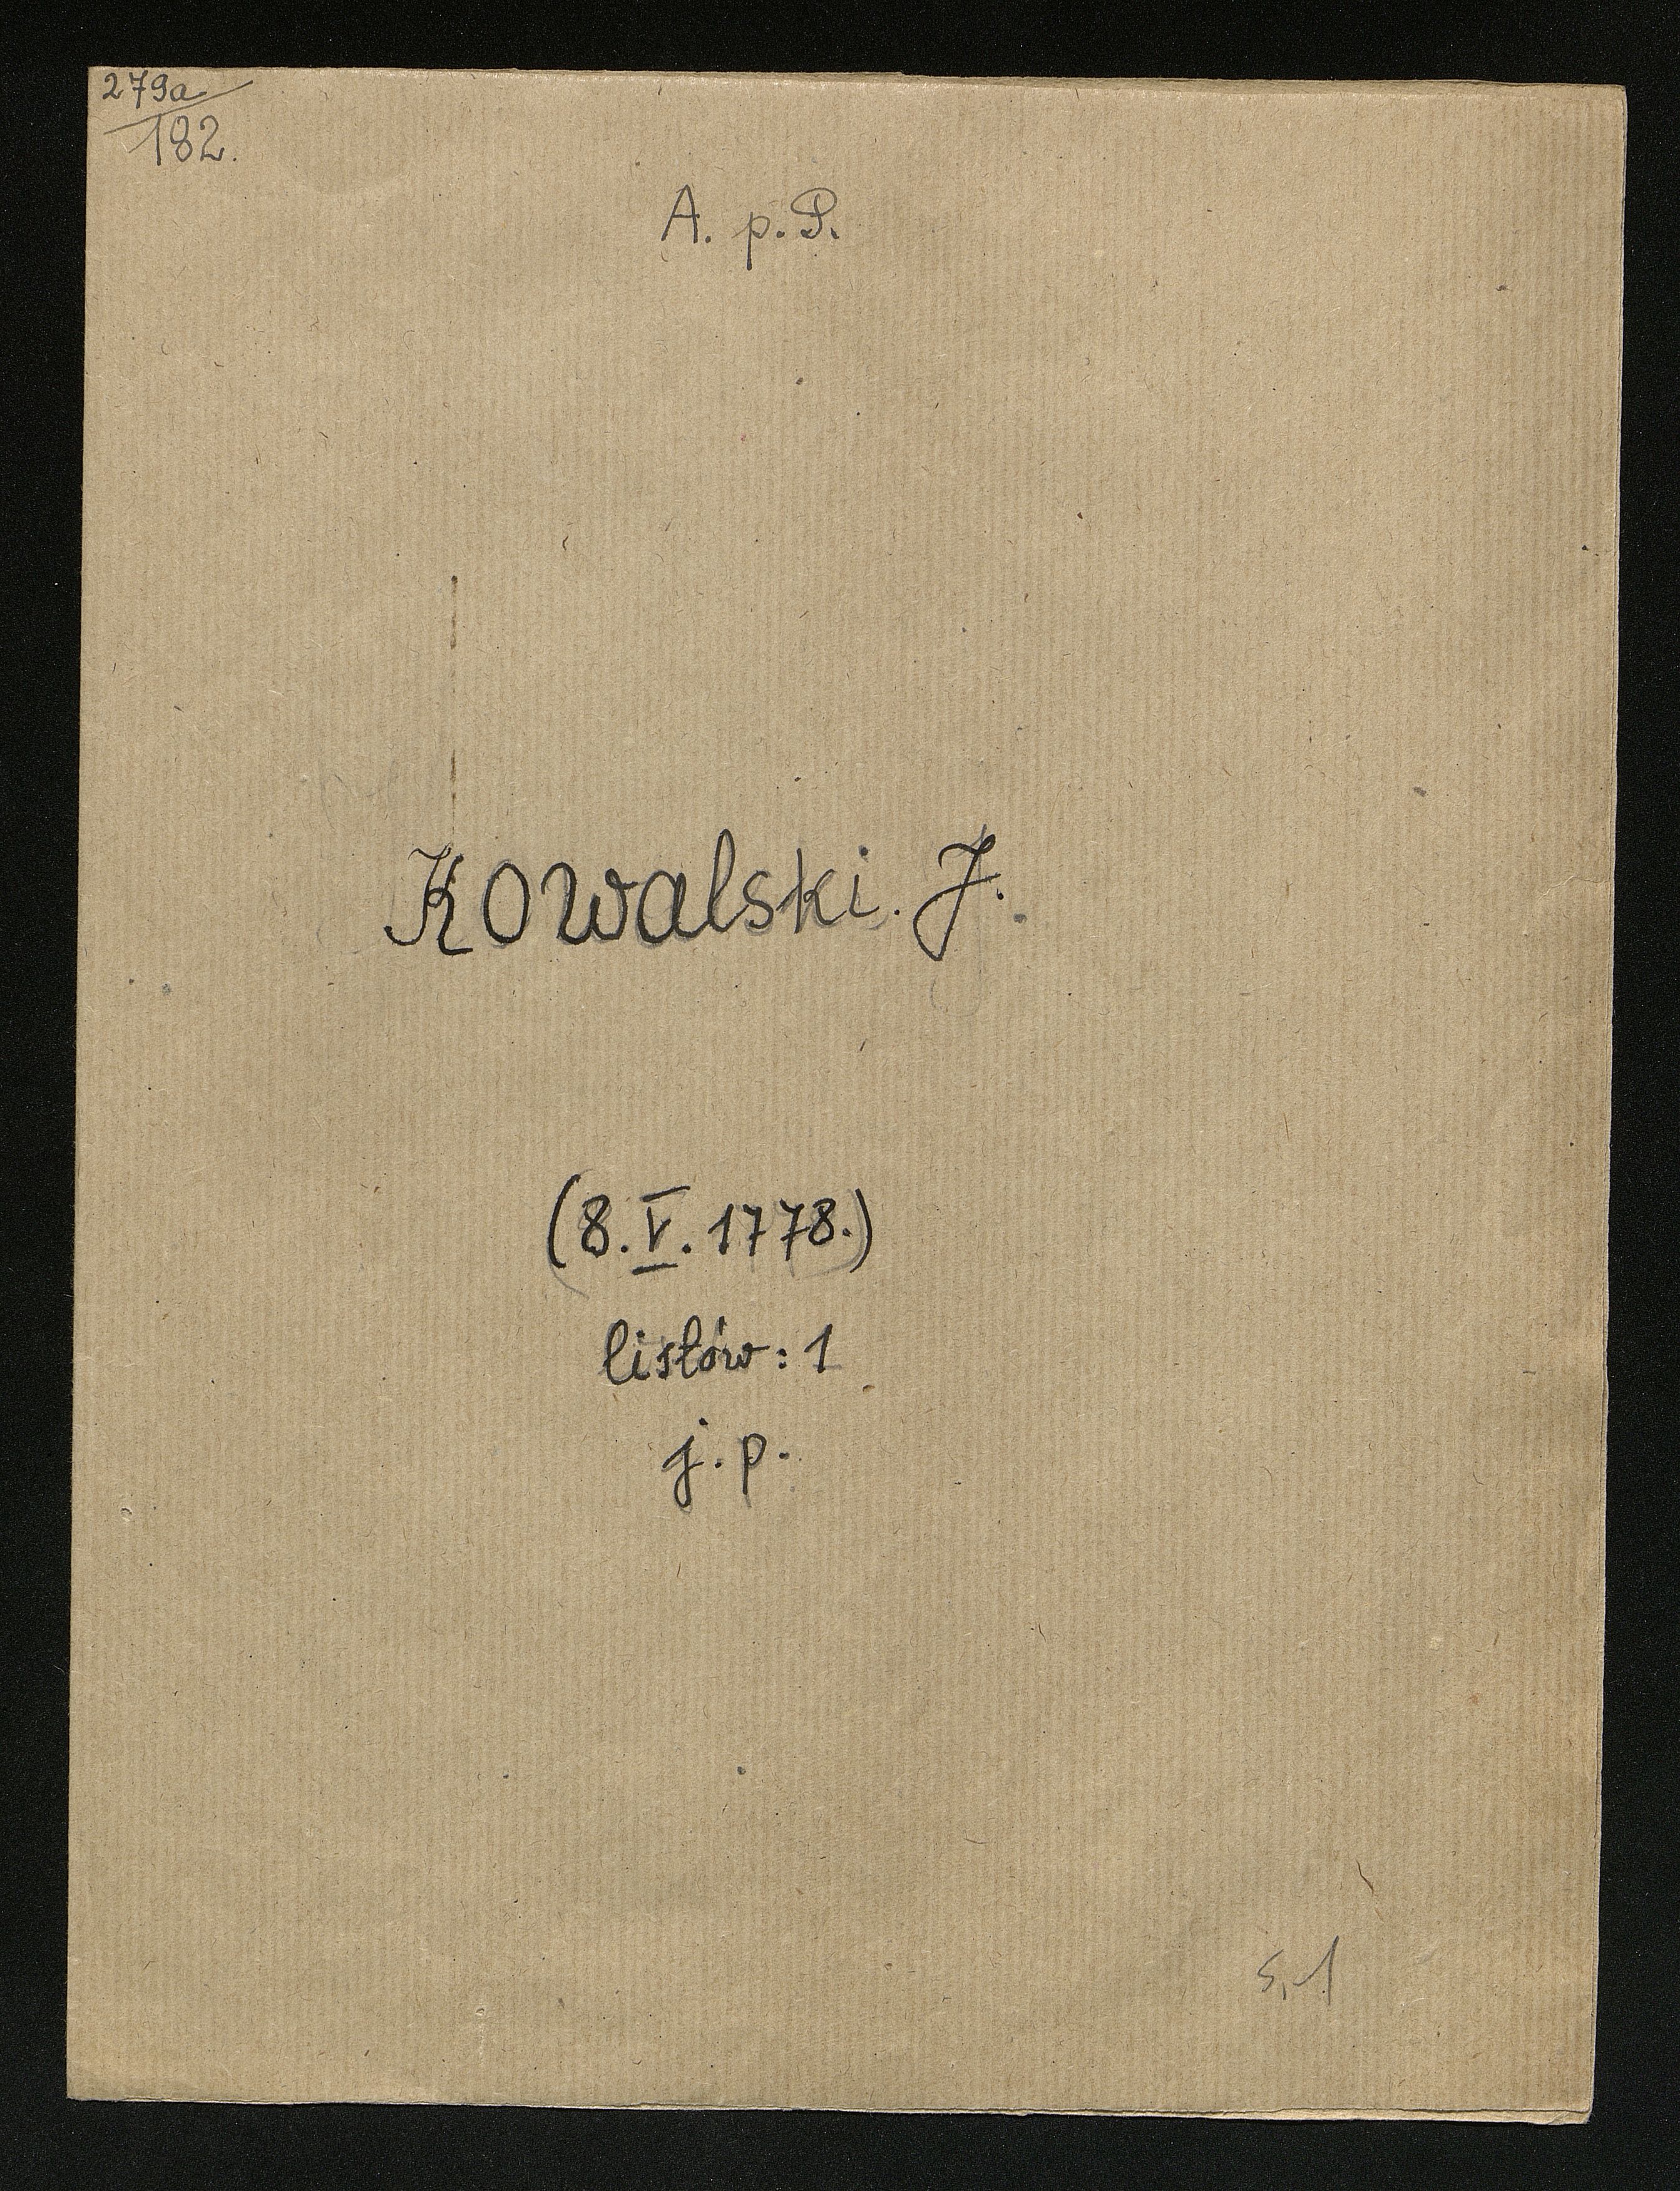 279a
182.
A. p. P.
Kowalski. J.
(8. V. 1778.)
listów: 1
j. p.
s. 1